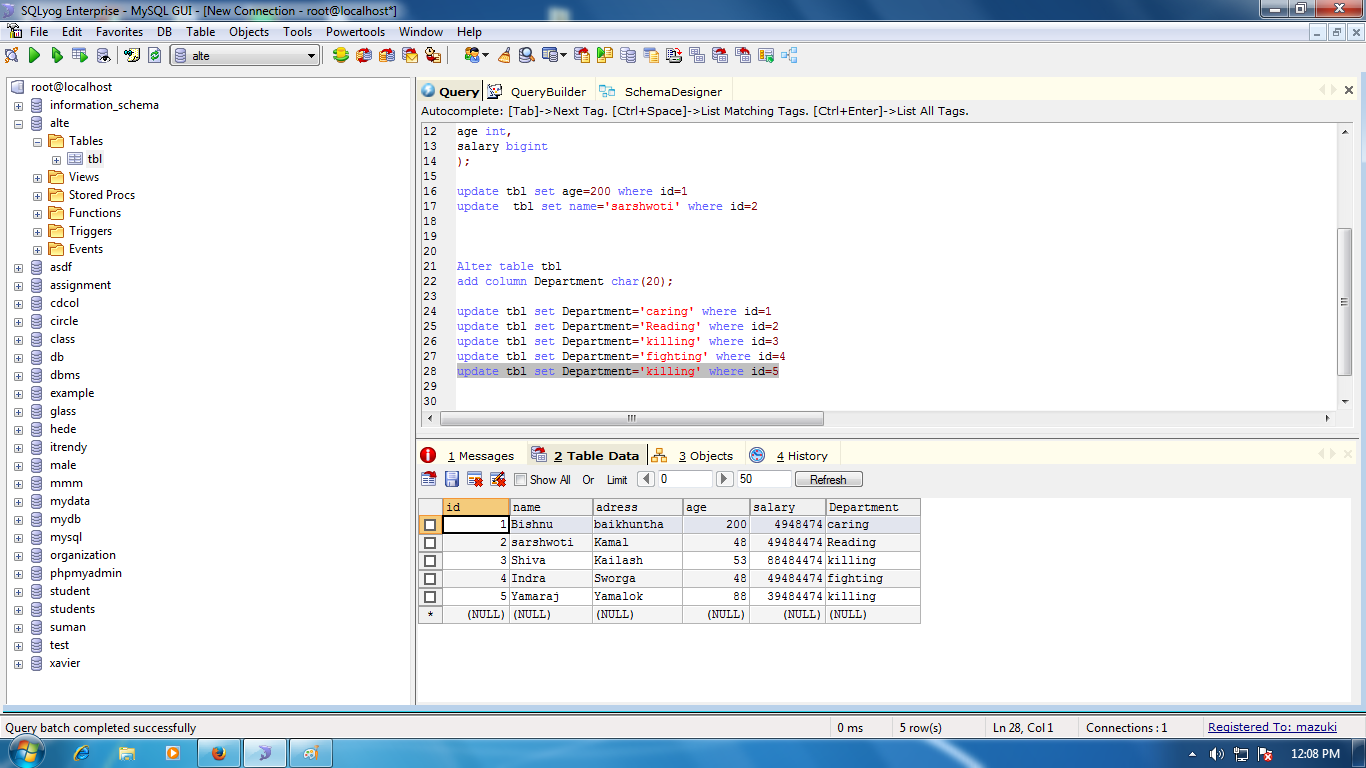 SQLyog Enterprise - MySQL GUI - [New Connection - root@localhost*]
File Edit Favorites DB Table Objects Tools Powertools Window Help
alte
root@localhost
information_schema
alte
Tables
tbl
Views
Stored Procs
Functions
Triggers
Events
asdf
assignment
cdcol
circle
class
db
dbms
example
glass
hede
itrendy
male
mmm
mydata
mydb
mysql
organization
phpmyadmin
student
students
suman
test
xavier
Query QueryBuilder SchemaDesigner
Autocomplete: [Tab]->Next Tag. [Ctrl+Space]->List Matching Tags. [Ctrl+Enter]->List All Tags.
12 age int,
13 salary bigint
14 );
15
16 update tbl set age=200 where id=1
17 update  tbl set name='sarshwoti' where id=2
18
19
20
21 Alter table tbl
22 add column Department char(20);
23
24 update tbl set Department='caring' where id=1
25 update tbl set Department='Reading' where id=2
26 update tbl set Department='killing' where id=3
27 update tbl set Department='fighting' where id=4
28 update tbl set Department='killing' where id=5
29
30
1 Messages 2 Table Data 3 Objects 4 History
Show All Or Limit 0 50 Refresh
id name adress age salary Department
1 Bishnu baikhuntha 200 4948474 caring
2 sarshwoti Kamal 48 49484474 Reading
3 Shiva Kailash 53 88484474 killing
4 Indra Sworga 48 49484474 fighting
5 Yamaraj Yamalok 88 39484474 killing
* (NULL) (NULL) (NULL) (NULL) (NULL) (NULL)
Query batch completed successfully 0 ms 5 row(s) Ln 28, Col 1 Connections : 1 Registered To: mazuki
12:08 PM